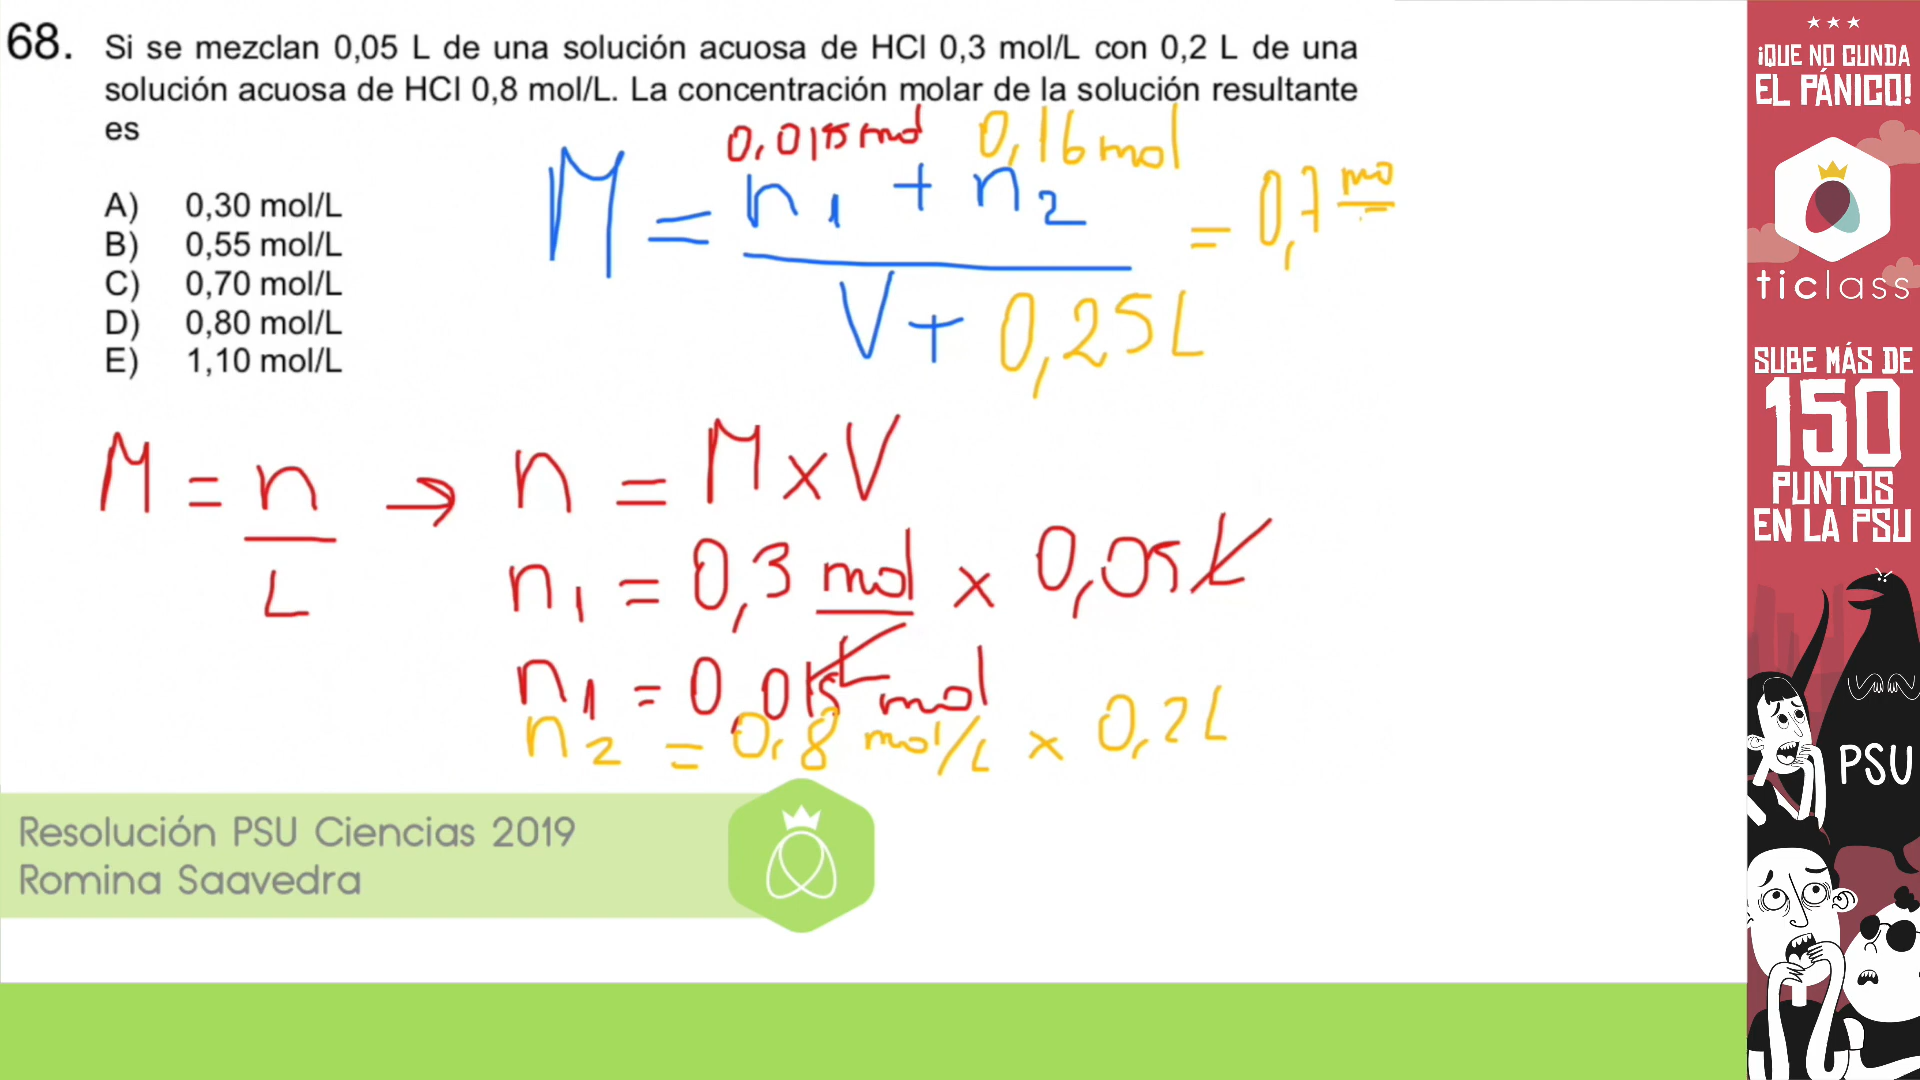 68. Si se mezclan 0,05 L de una solución acuosa de HCl 0,3 mol/L con 0,2 L de una
solución acuosa de HCl 0,8 mol/L. La concentración molar de la solución resultante
es
A) 0,30 mol/L
B) 0,55 mol/L
C) 0,70 mol/L
D) 0,80 mol/L
E) 1,10 mol/L
0,015 mol 0,16 mol
M = n1 + n2 = 0,7 mo
VT 0,25 L
M = n → n = M x V
L
n1 = 0,3 mol x 0,05 L
L
n1 = 0,015 mol
n2 = 0,8 mol/L x 0,2 L
Resolución PSU Ciencias 2019
Romina Saavedra
¡QUE NO CUNDA
EL PÁNICO!
ticlass
SUBE MÁS DE
150
PUNTOS
EN LA PSU
PSU